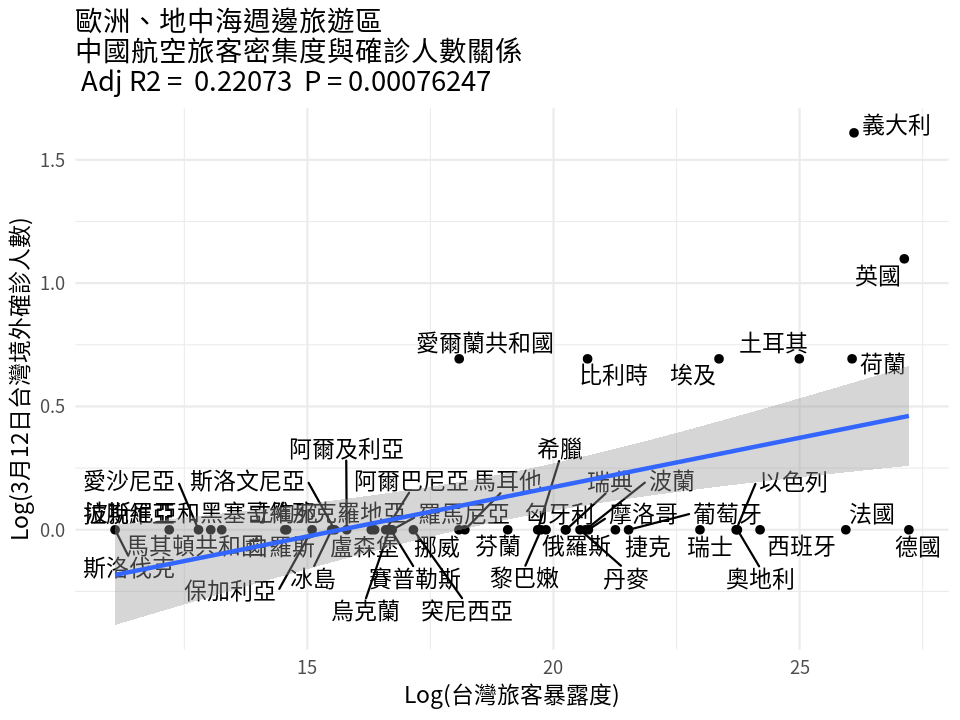 歐洲、地中海週邊旅遊區
中國航空旅客密集度與確診人數關係
Adj R2 = 0.22073 P = 0.00076247
Log(3月12日台灣境外確診人數)
1.5
1.0
0.5
0.0
義大利
英國
愛爾蘭共和國
土耳其
比利時
埃及
荷蘭
阿爾及利亞
希臘
愛沙尼亞
斯洛文尼亞
阿爾巴尼亞
馬耳他
瑞典
波蘭
以色列
羅馬尼亞
匈牙利
摩洛哥
葡萄牙
法國
馬其頓共和國
盧森堡
挪威
芬蘭
俄羅斯
捷克
瑞士
西班牙
德國
斯洛伐克
保加利亞
冰島
賽普勒斯
黎巴嫩
丹麥
奧地利
烏克蘭
突尼西亞
15
20
25
Log(台灣旅客暴露度)